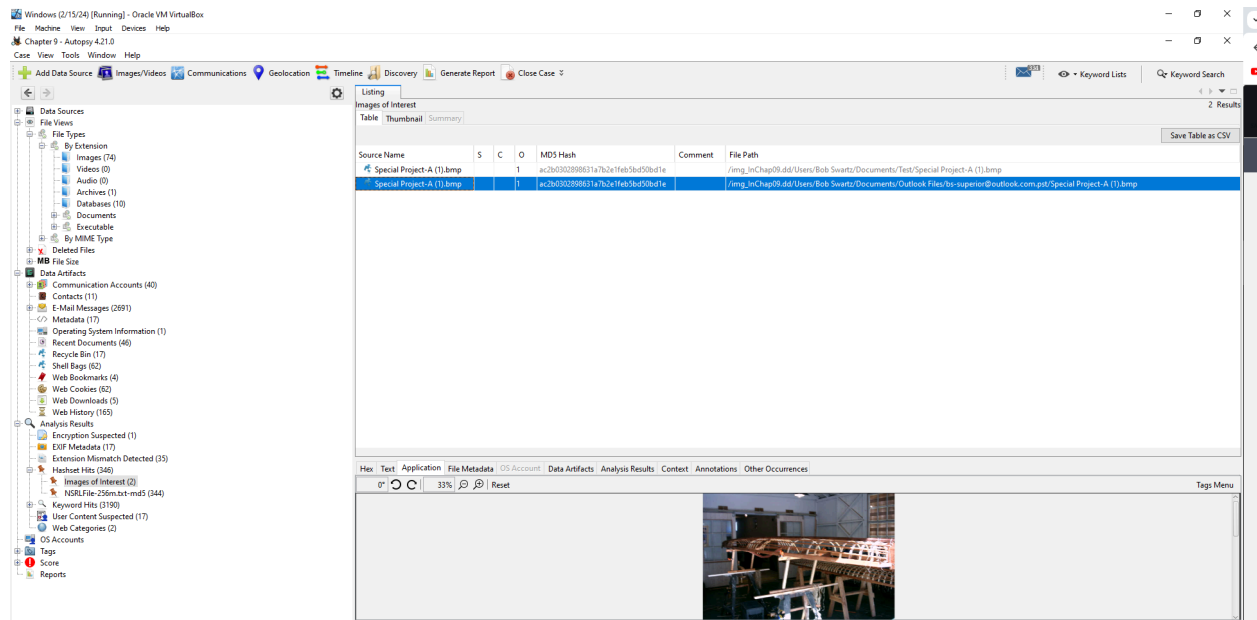 Windows (2/15/24) [Running] - Oracle VM VirtualBox
File Machine View Input Devices Help
Chapter 9 - Autopsy 4.21.0
Case View Tools Window Help
Add Data Source Images/Videos Communications Geolocation Timeline Discovery Generate Report Close Case Keyword Lists Keyword Search
Listing
Images of Interest 2 Results
Table Thumbnail Summary
Save Table as CSV
Source Name S C O MD5 Hash Comment File Path
Special Project-A (1).bmp 1 ac2b0302898631a7b2e1feb5bd50bd1e /img_InChap09.dd/Users/Bob Swartz/Documents/Test/Special Project-A (1).bmp
Special Project-A (1).bmp 1 ac2b0302898631a7b2e1feb5bd50bd1e /img_InChap09.dd/Users/Bob Swartz/Documents/Outlook Files/bs-superior@outlook.com.pst/Special Project-A (1).bmp
Data Sources
File Views
File Types
By Extension
Images (74)
Videos (0)
Audio (0)
Archives (1)
Databases (10)
Documents
Executable
By MIME Type
Deleted Files
MB File Size
Data Artifacts
Communication Accounts (40)
Contacts (11)
E-Mail Messages (2691)
Metadata (17)
Operating System Information (1)
Recent Documents (46)
Recycle Bin (17)
Shell Bags (62)
Web Bookmarks (4)
Web Cookies (62)
Web Downloads (5)
Web History (165)
Analysis Results
Encryption Suspected (1)
EXIF Metadata (17)
Extension Mismatch Detected (35)
Hashset Hits (346)
Images of Interest (2)
NSRLFile-256m.txt-md5 (344)
Keyword Hits (3190)
User Content Suspected (17)
Web Categories (2)
OS Accounts
Tags
Score
Reports
Hex Text Application File Metadata OS Account Data Artifacts Analysis Results Context Annotations Other Occurrences
0° 33% Reset Tags Menu